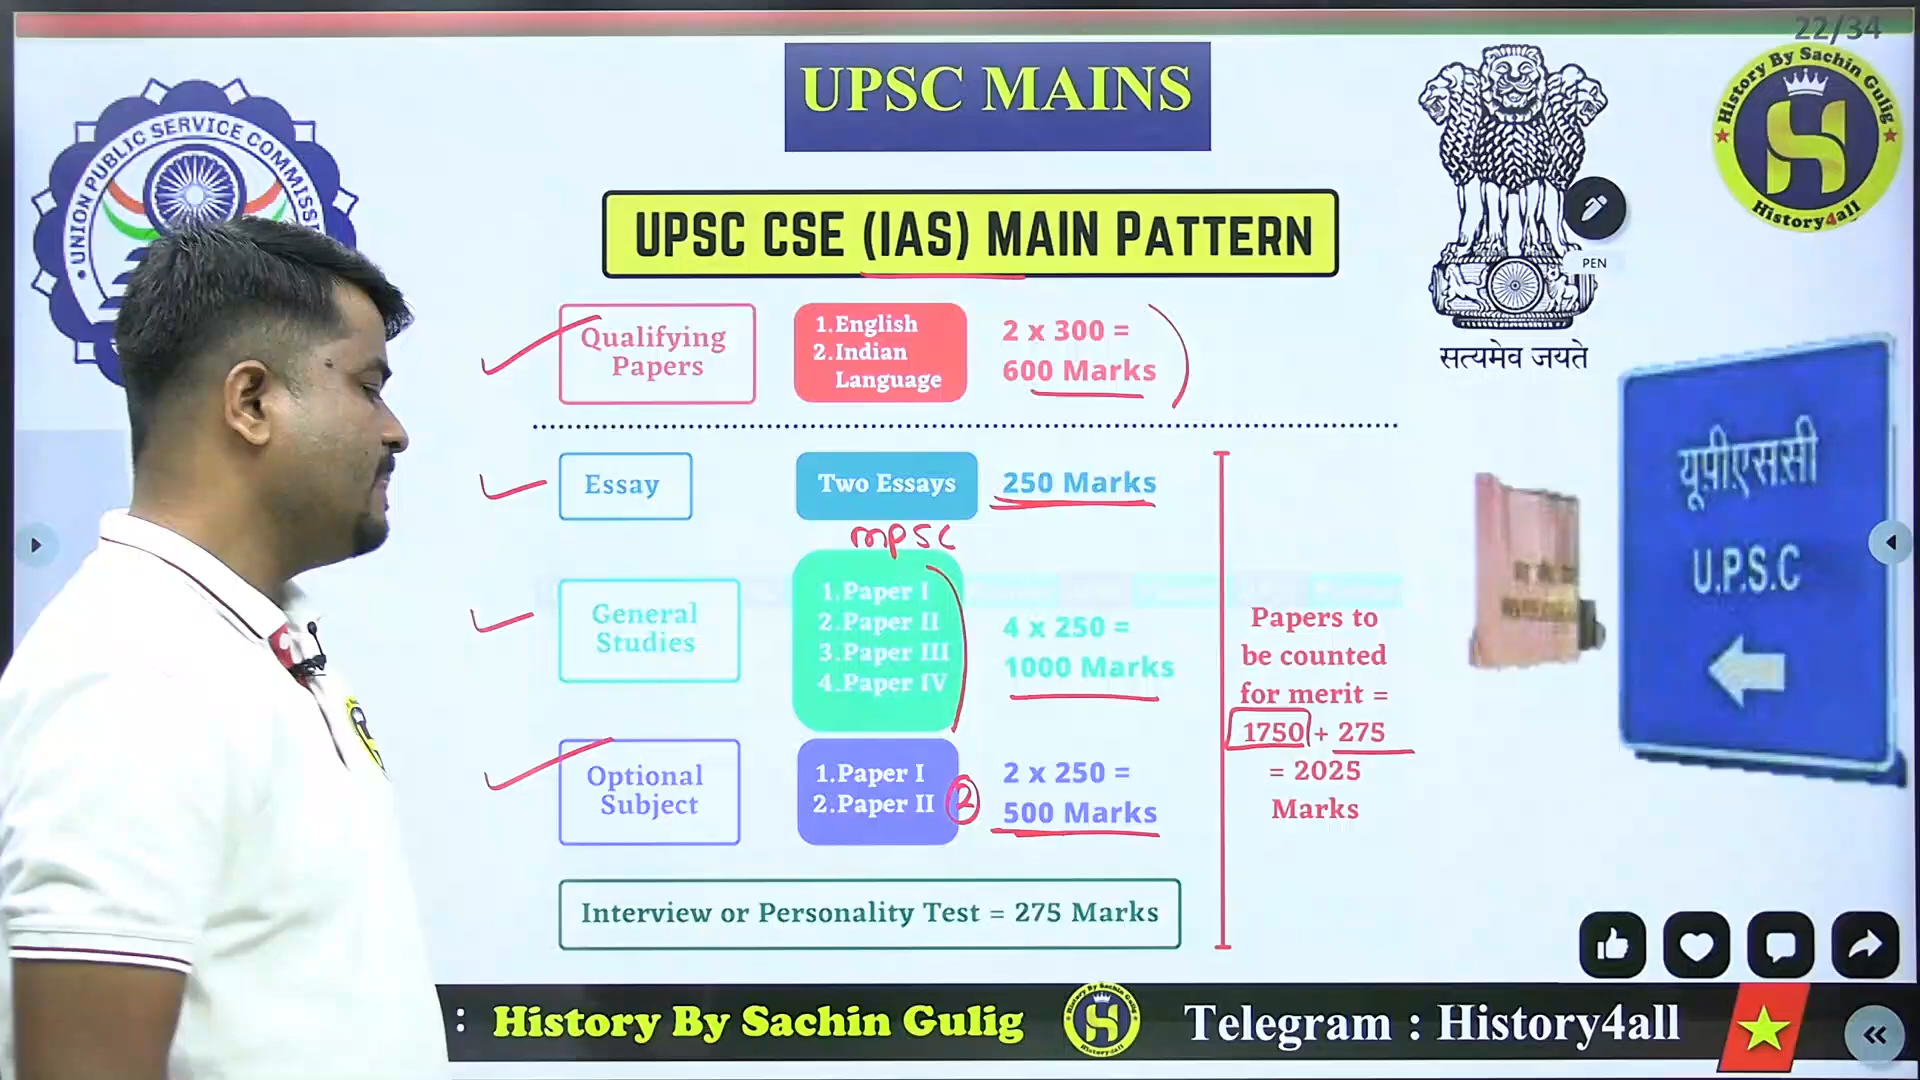 22/34
UPSC MAINS
UNION PUBLIC SERVICE COMMISS
History By Sachin Gulig
History4all
UPSC CSE (IAS) MAIN PATTERN
PEN
सत्यमेव जयते
Qualifying
Papers
1.English
2.Indian
Language
2 x 300 =
600 Marks
Essay
Two Essays
250 Marks
mpsc
General
Studies
1.Paper I
2.Paper II
3.Paper III
4.Paper IV
4 x 250 =
1000 Marks
Optional
Subject
1.Paper I
2.Paper II
2
2 x 250 =
500 Marks
Papers to
be counted
for merit =
1750 + 275
= 2025
Marks
Interview or Personality Test = 275 Marks
यूपीएससी
U.P.S.C
: History By Sachin Gulig
Telegram : History4all